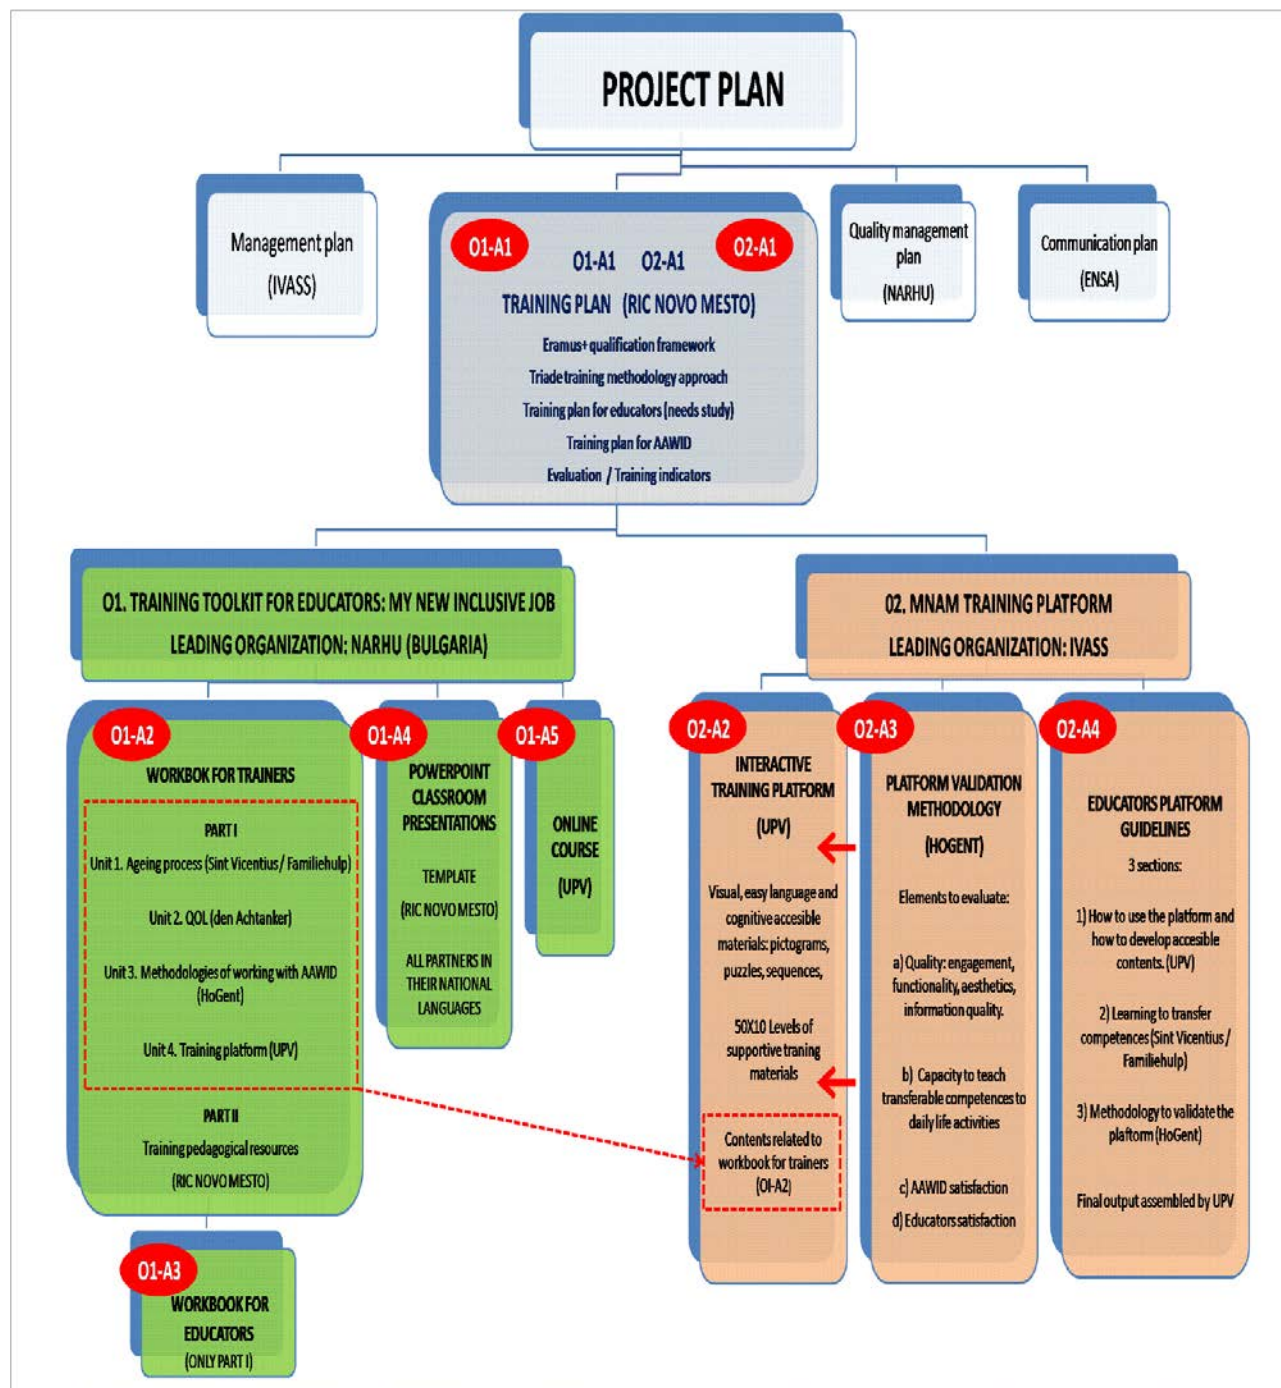 PROJECT PLAN
Management plan
(IVASS)
O1-A1
O2-A1
O1-A1 O2-A1
TRAINING PLAN (RIC NOVO MESTO)
Eramus+ qualification framework
Triade training methodology approach
Training plan for educators (needs study)
Training plan for AAWID
Evaluation / Training indicators
Quality management
plan
(NARHU)
Communication plan
(ENSA)
O1. TRAINING TOOLKIT FOR EDUCATORS: MY NEW INCLUSIVE JOB
LEADING ORGANIZATION: NARHU (BULGARIA)
02. MNAM TRAINING PLATFORM
LEADING ORGANIZATION: IVASS
O1-A2
WORKBOK FOR TRAINERS
PART I
Unit 1. Ageing process (Sint Vicentius / Familiehulp)
Unit 2. QOL (den Achtanker)
Unit 3. Methodologies of working with AAWID
(HoGent)
Unit 4. Training platform (UPV)
PART II
Training pedagogical resources
(RIC NOVO MESTO)
O1-A3
WORKBOOK FOR
EDUCATORS
(ONLY PART I)
O1-A4
POWERPOINT
CLASSROOM
PRESENTATIONS
TEMPLATE
(RIC NOVO MESTO)
ALL PARTNERS IN
THEIR NATIONAL
LANGUAGES
O1-A5
ONLINE
COURSE
(UPV)
O2-A2
INTERACTIVE
TRAINING PLATFORM
(UPV)
Visual, easy language and
cognitive accesible
materials: pictograms,
puzzles, sequences,
50X10 Levels of
supportive traning
materials
Contents related to
workbook for trainers
(OI-A2)
O2-A3
PLATFORM VALIDATION
METHODOLOGY
(HOGENT)
Elements to evaluate:
a) Quality: engagement,
functionality, aesthetics,
information quality.
b) Capacity to teach
transferable competences to
daily life activities
c) AAWID satisfaction
d) Educators satisfaction
O2-A4
EDUCATORS PLATFORM
GUIDELINES
3 sections:
1) How to use the platform and
how to develop accesible
contents. (UPV)
2) Learning to transfer
competences (Sint Vicentius /
Familiehulp)
3) Methodology to validate the
plaftorm (HoGent)
Final output assembled by UPV